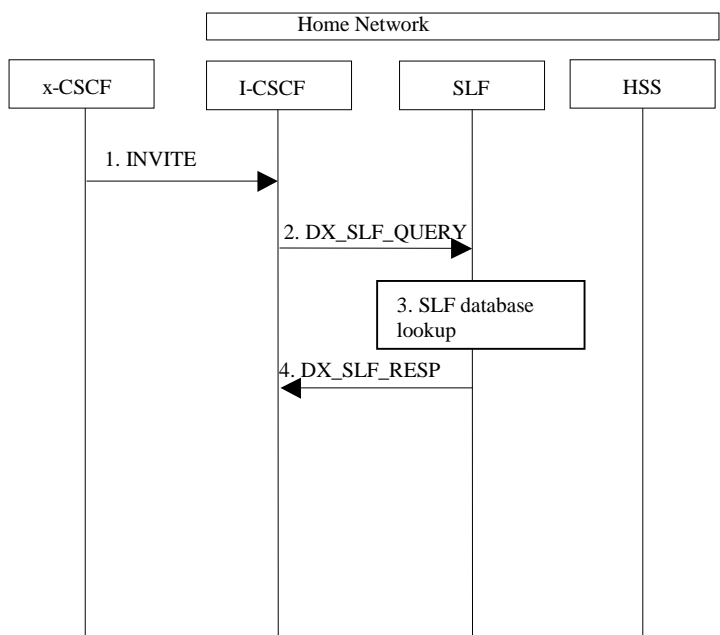 Home Network
x-CSCF
I-CSCF
SLF
HSS
1. INVITE
2. DX_SLF_QUERY
3. SLF database
lookup
4. DX_SLF_RESP